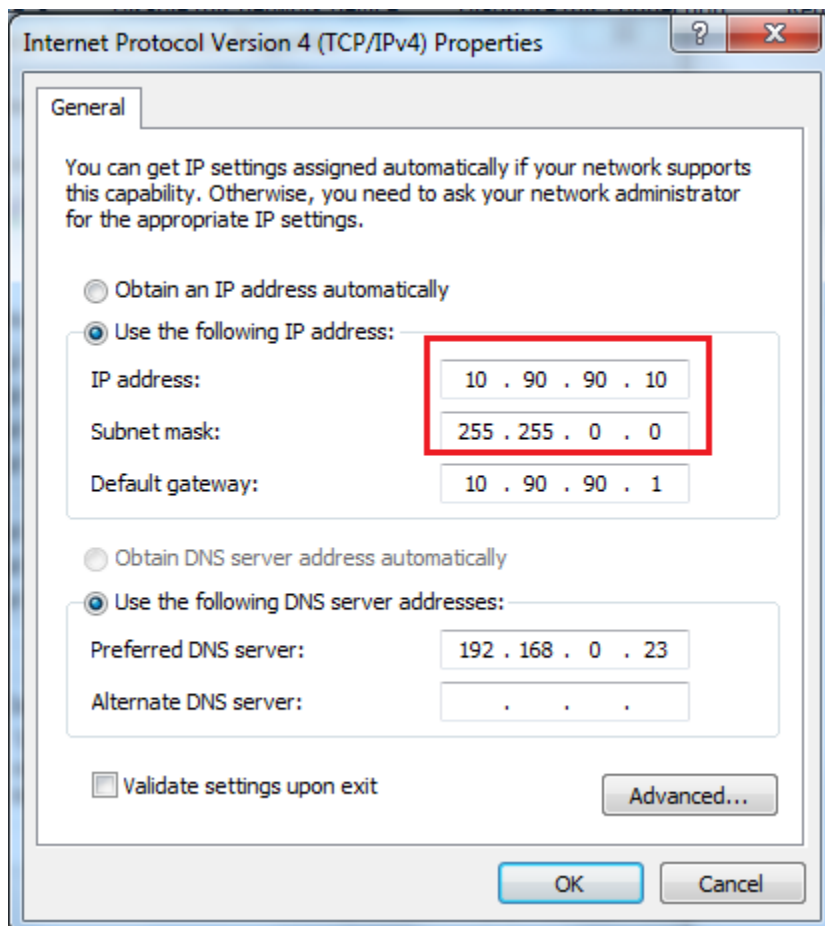 Internet Protocol Version 4 (TCP/IPv4) Properties
?
X
General
You can get IP settings assigned automatically if your network supports
this capability. Otherwise, you need to ask your network administrator
for the appropriate IP settings.
Obtain an IP address automatically
Use the following IP address:
IP address: 10 . 90 . 90 . 10
Subnet mask: 255 . 255 . 0 . 0
Default gateway: 10 . 90 . 90 . 1
Obtain DNS server address automatically
Use the following DNS server addresses:
Preferred DNS server: 192 . 168 . 0 . 23
Alternate DNS server: . . .
Validate settings upon exit
Advanced...
OK Cancel